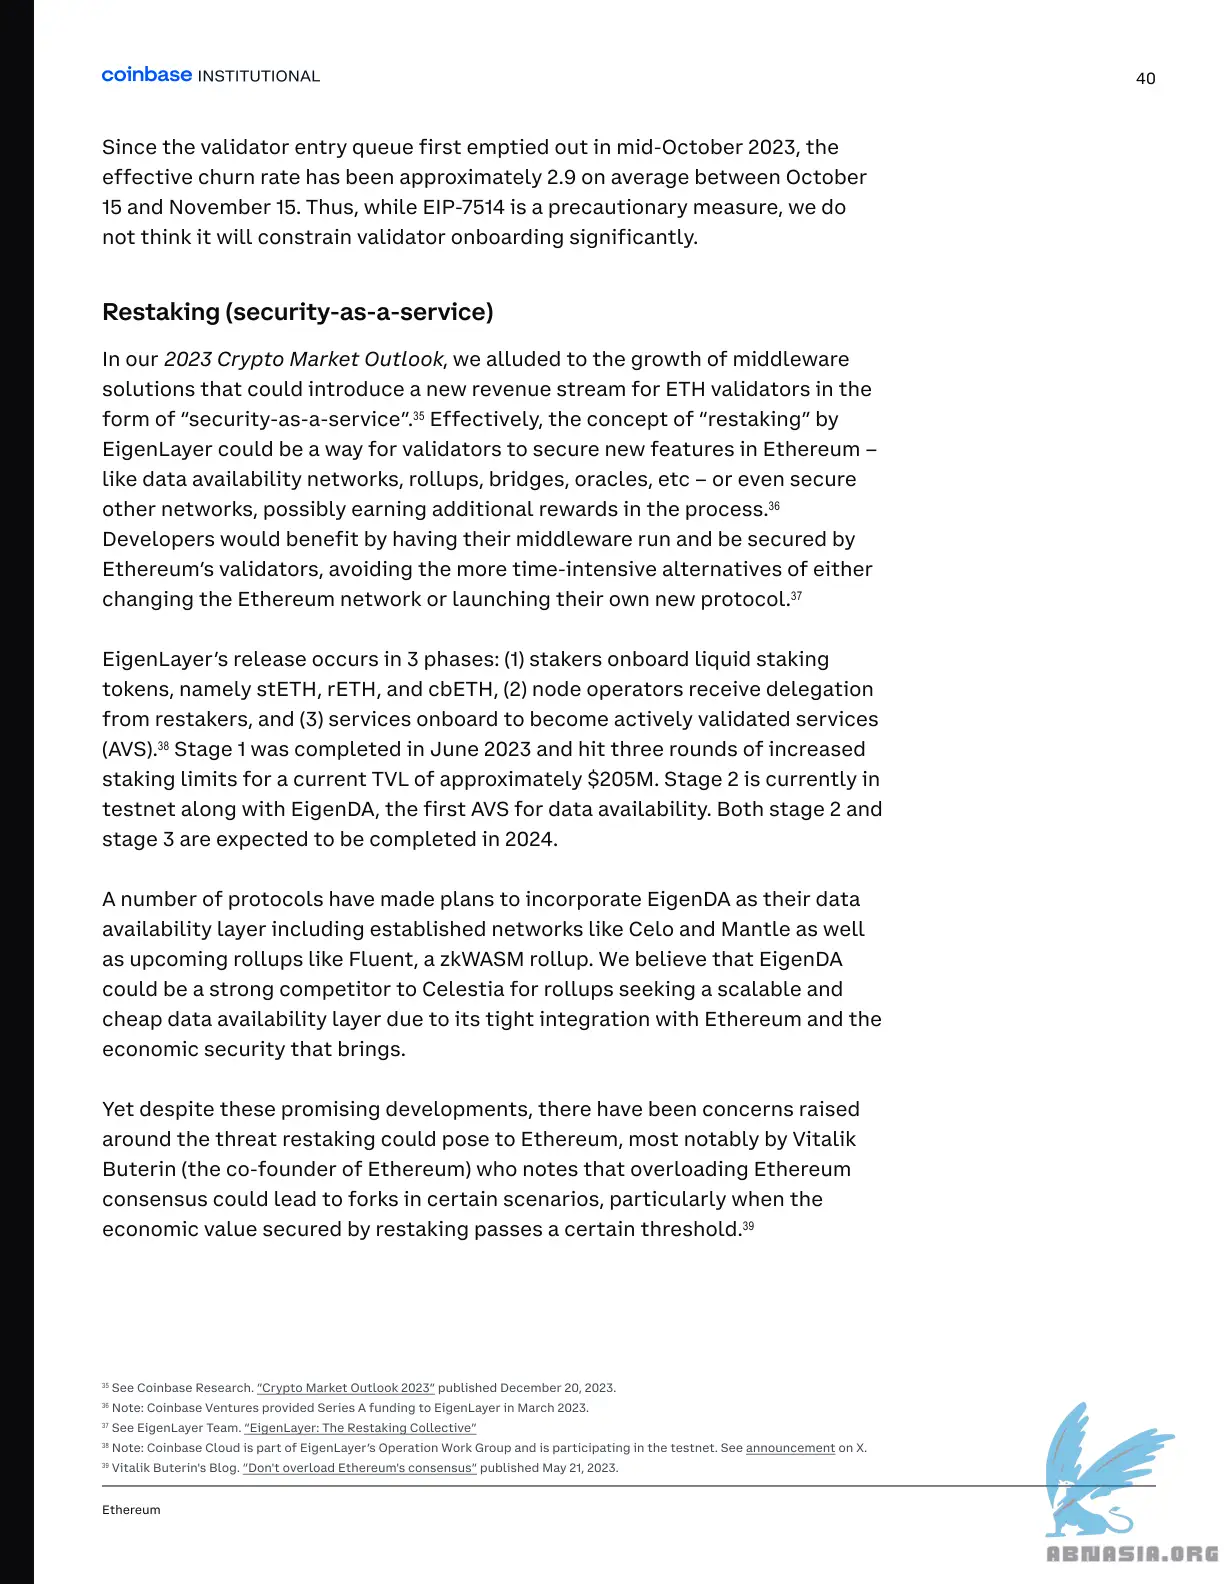 coinbase INSTITUTIONAL
40
Since the validator entry queue first emptied out in mid-October 2023, the
effective churn rate has been approximately 2.9 on average between October
15 and November 15. Thus, while EIP-7514 is a precautionary measure, we do
not think it will constrain validator onboarding significantly.
Restaking (security-as-a-service)
In our 2023 Crypto Market Outlook, we alluded to the growth of middleware
solutions that could introduce a new revenue stream for ETH validators in the
form of “security-as-a-service”.³⁵ Effectively, the concept of “restaking” by
EigenLayer could be a way for validators to secure new features in Ethereum –
like data availability networks, rollups, bridges, oracles, etc – or even secure
other networks, possibly earning additional rewards in the process.³⁶
Developers would benefit by having their middleware run and be secured by
Ethereum’s validators, avoiding the more time-intensive alternatives of either
changing the Ethereum network or launching their own new protocol.³⁷
EigenLayer’s release occurs in 3 phases: (1) stakers onboard liquid staking
tokens, namely stETH, rETH, and cbETH, (2) node operators receive delegation
from restakers, and (3) services onboard to become actively validated services
(AVS).³⁸ Stage 1 was completed in June 2023 and hit three rounds of increased
staking limits for a current TVL of approximately $205M. Stage 2 is currently in
testnet along with EigenDA, the first AVS for data availability. Both stage 2 and
stage 3 are expected to be completed in 2024.
A number of protocols have made plans to incorporate EigenDA as their data
availability layer including established networks like Celo and Mantle as well
as upcoming rollups like Fluent, a zkWASM rollup. We believe that EigenDA
could be a strong competitor to Celestia for rollups seeking a scalable and
cheap data availability layer due to its tight integration with Ethereum and the
economic security that brings.
Yet despite these promising developments, there have been concerns raised
around the threat restaking could pose to Ethereum, most notably by Vitalik
Buterin (the co-founder of Ethereum) who notes that overloading Ethereum
consensus could lead to forks in certain scenarios, particularly when the
economic value secured by restaking passes a certain threshold.³⁹
³⁵ See Coinbase Research. “Crypto Market Outlook 2023” published December 20, 2023.
³⁶ Note: Coinbase Ventures provided Series A funding to EigenLayer in March 2023.
³⁷ See EigenLayer Team. “EigenLayer: The Restaking Collective”
³⁸ Note: Coinbase Cloud is part of EigenLayer’s Operation Work Group and is participating in the testnet. See announcement on X.
³⁹ Vitalik Buterin's Blog. “Don't overload Ethereum's consensus” published May 21, 2023.
Ethereum
ABNASIA.ORG